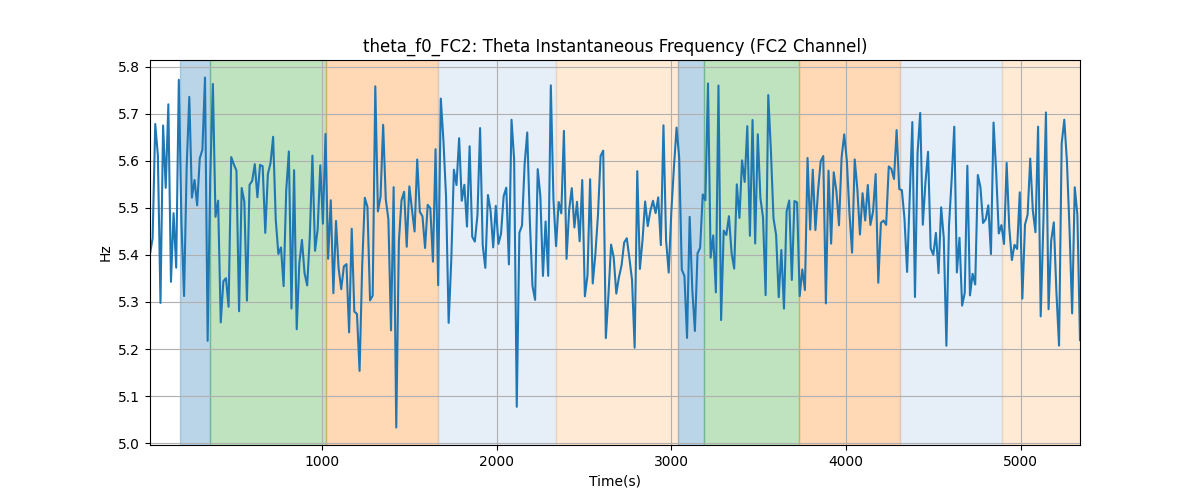 theta_f0_FC2: Theta Instantaneous Frequency (FC2 Channel)
5.8
5.7
5.6
5.5
5.4
5.3
5.2
5.1
5.0
Hz
1000 2000 3000 4000 5000
Time(s)